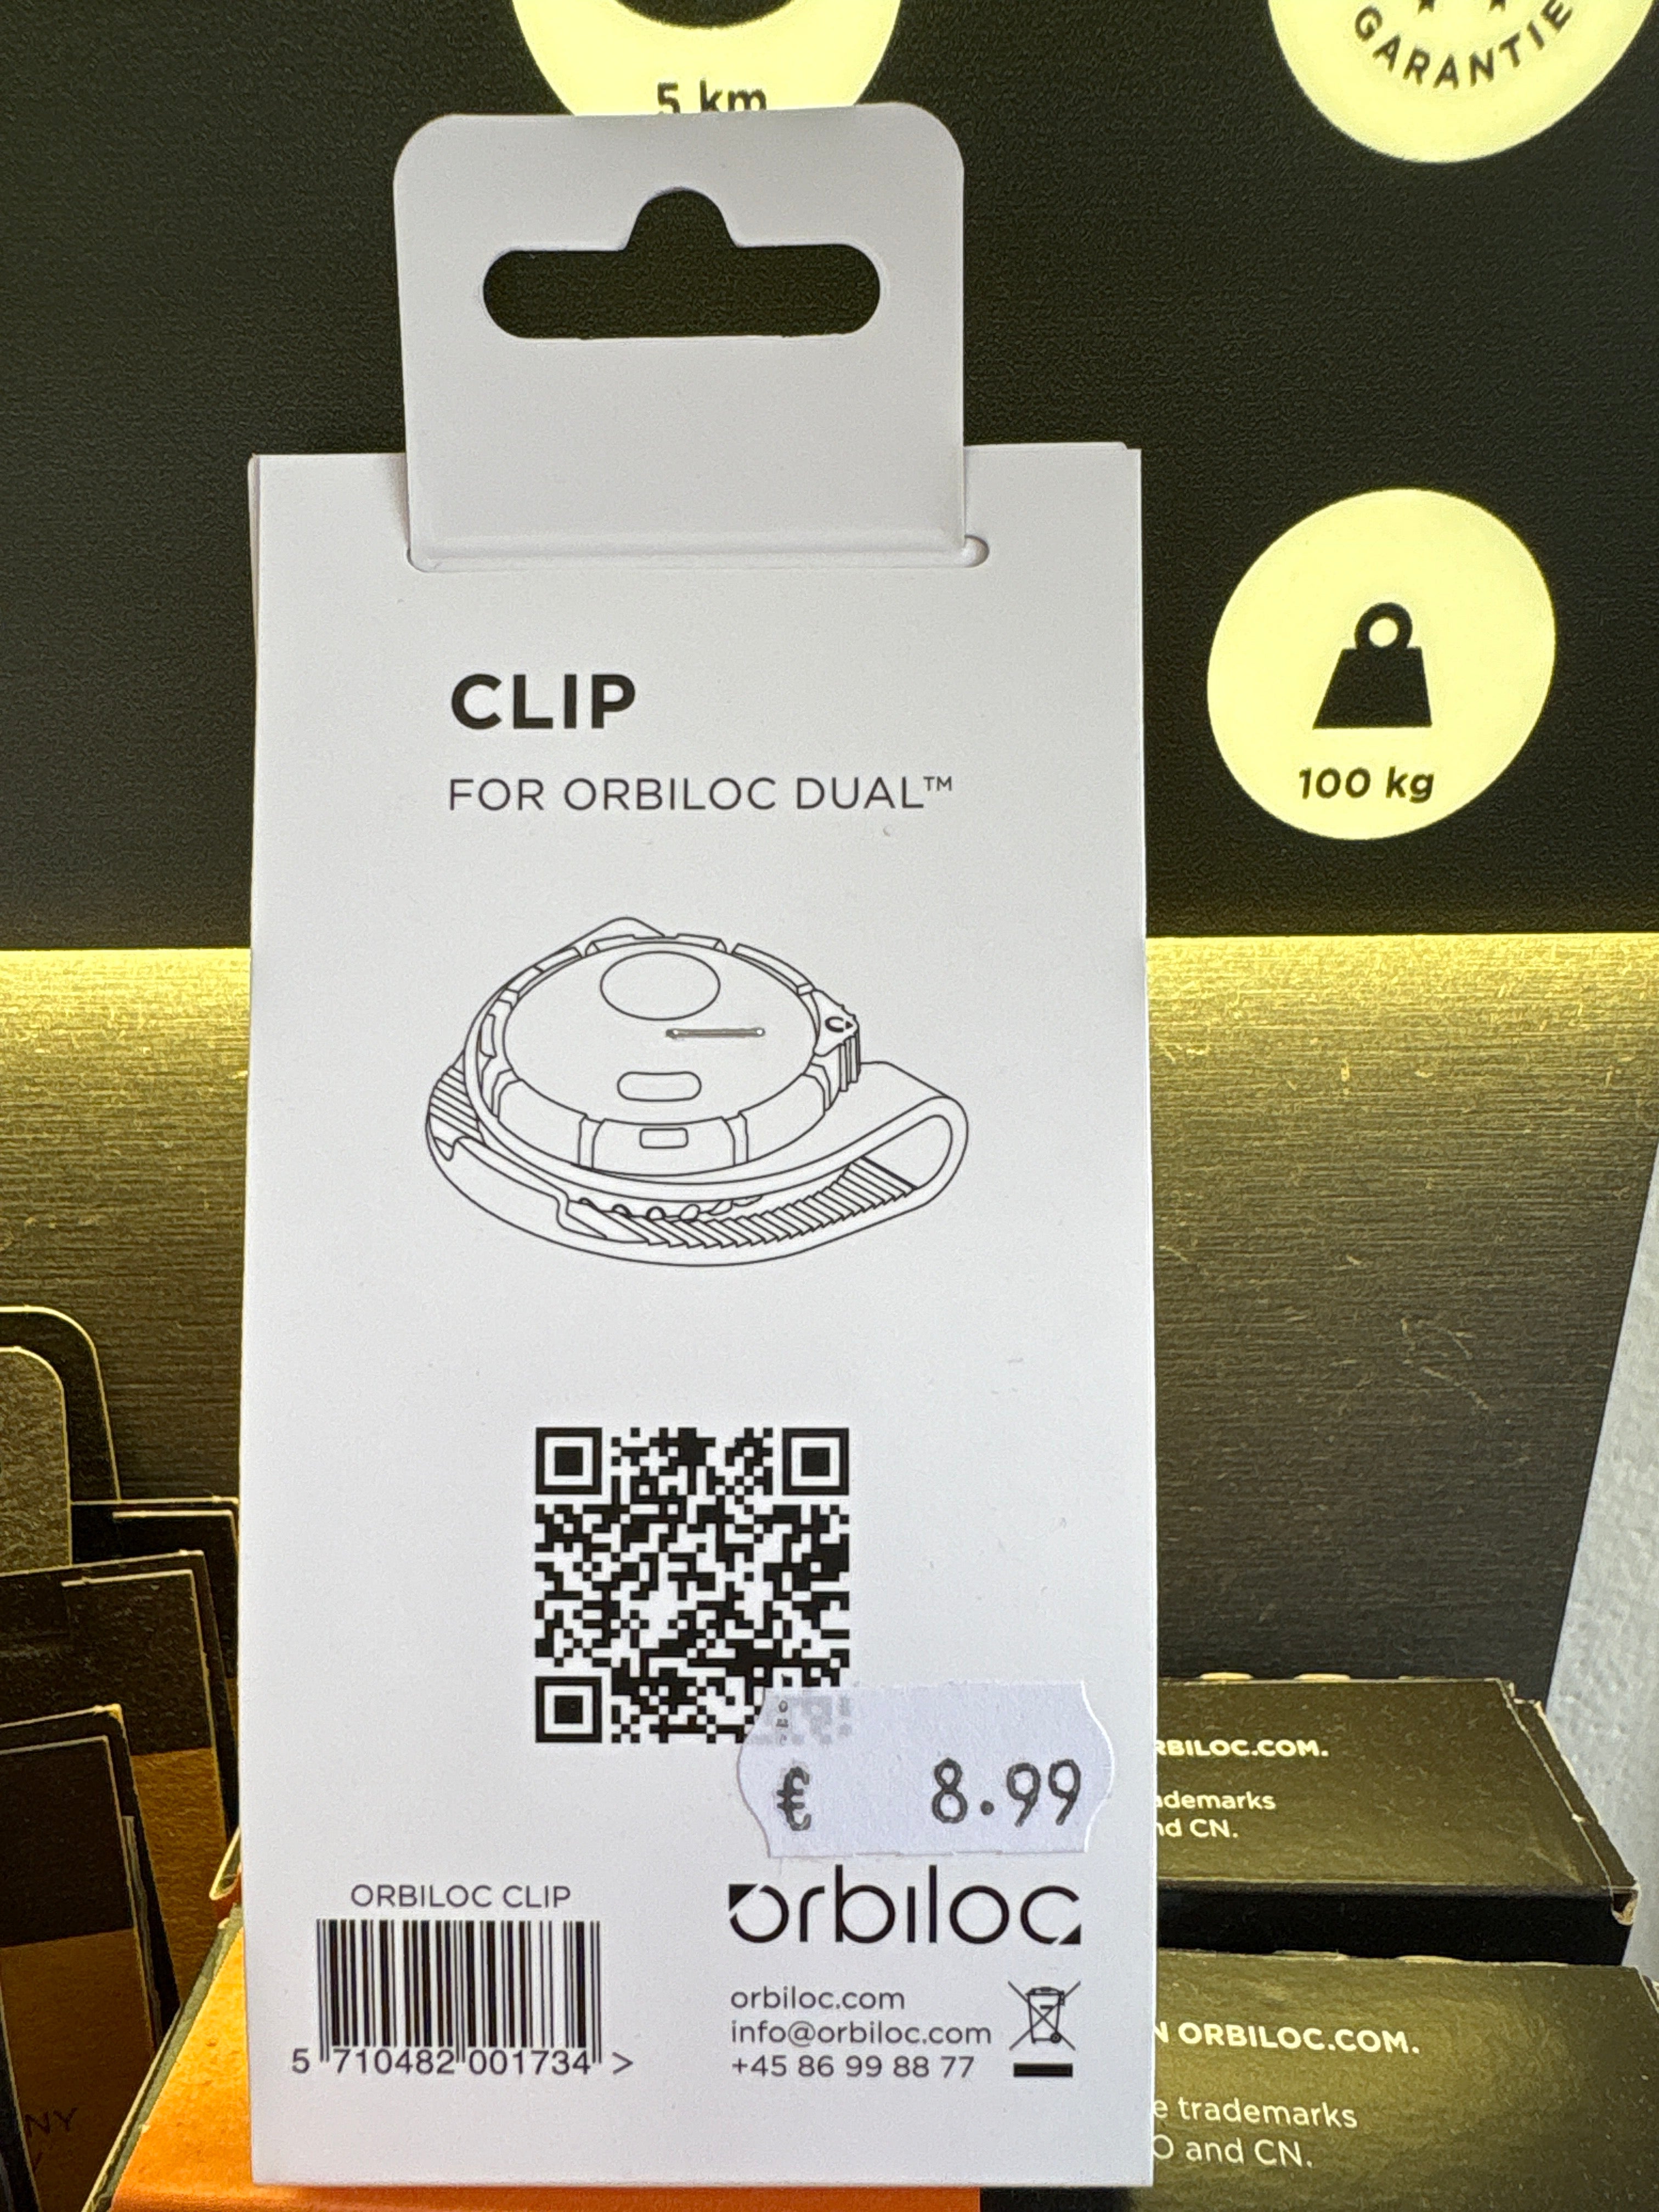 GARANTIE
5 km
CLIP
FOR ORBILOC DUAL™
100 kg
€ 8.99
ORBILOC CLIP
5 710482 001734 >
orbiloc
orbiloc.com
info@orbiloc.com
+45 86 99 88 77
RBILOC.COM.
ademarks
nd CN.
N ORBILOC.COM.
e trademarks
O and CN.
NY